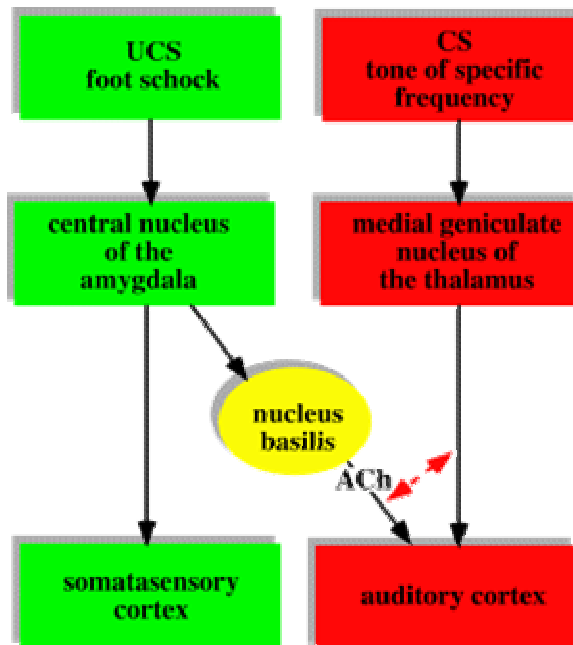 UCS
foot schock
CS
tone of specific
frequency
central nucleus
of the
amygdala
medial geniculate
nucleus of
the thalamus
nucleus
basilis
ACh
somatasensory
cortex
auditory cortex